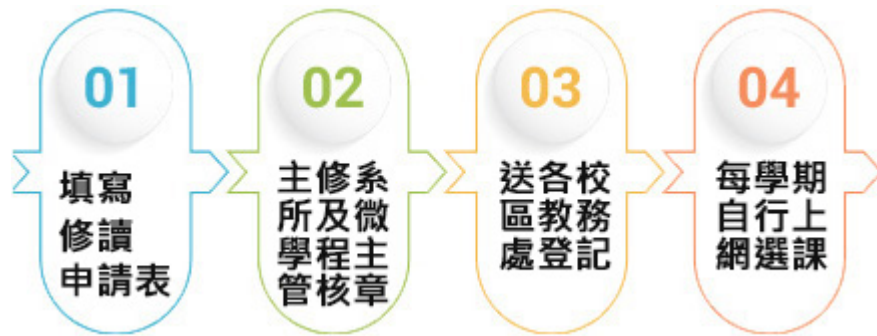 01
填寫
修讀
申請表
02
主修系
所及微
學程主
管核章
03
送各校
區教務
處登記
04
每學期
自行上
網選課